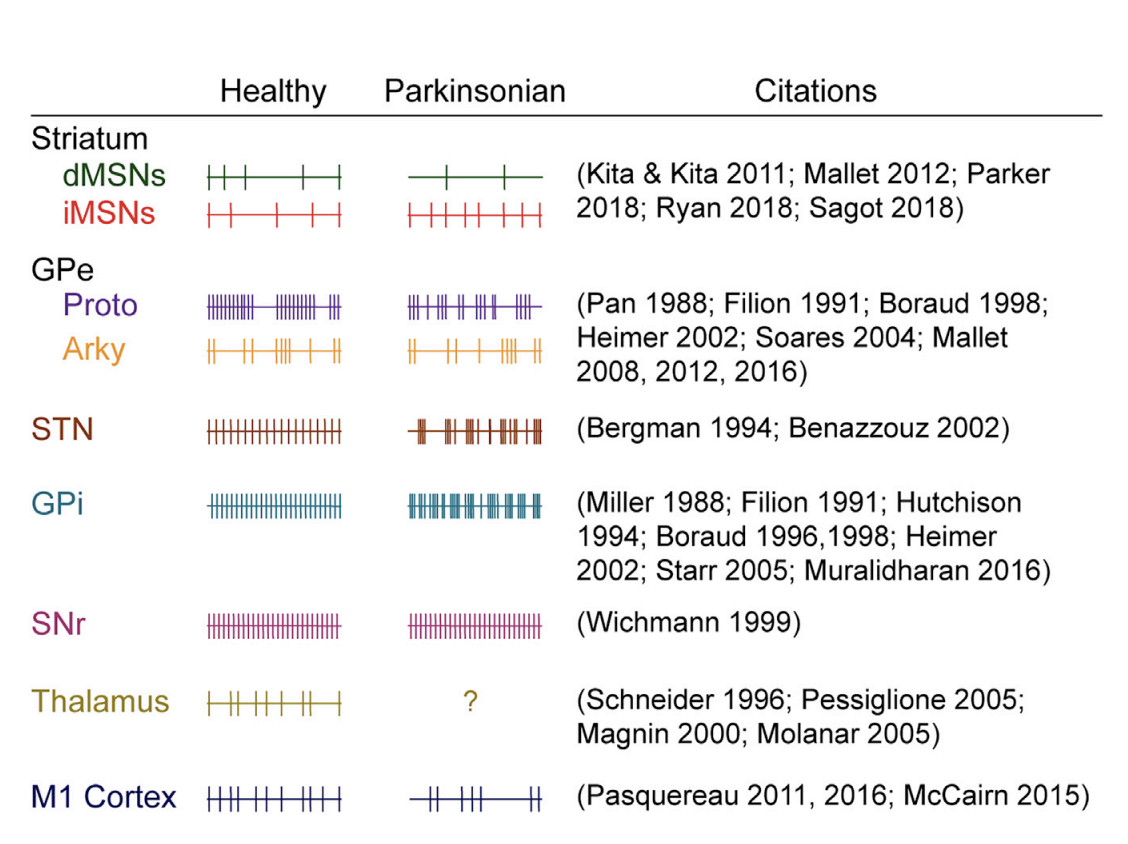 Healthy Parkinsonian Citations
Striatum
dMSNs (Kita & Kita 2011; Mallet 2012; Parker
iMSNs 2018; Ryan 2018; Sagot 2018)
GPe
Proto (Pan 1988; Filion 1991; Boraud 1998;
Heimer 2002; Soares 2004; Mallet
Arky
2008, 2012, 2016)
STN (Bergman 1994; Benazzouz 2002)
GPi (Miller 1988; Filion 1991; Hutchison
1994; Boraud 1996,1998; Heimer
2002; Starr 2005; Muralidharan 2016)
SNr (Wichmann 1999)
Thalamus ? (Schneider 1996; Pessiglione 2005;
Magnin 2000; Molanar 2005)
M1 Cortex (Pasquereau 2011, 2016; McCairn 2015)